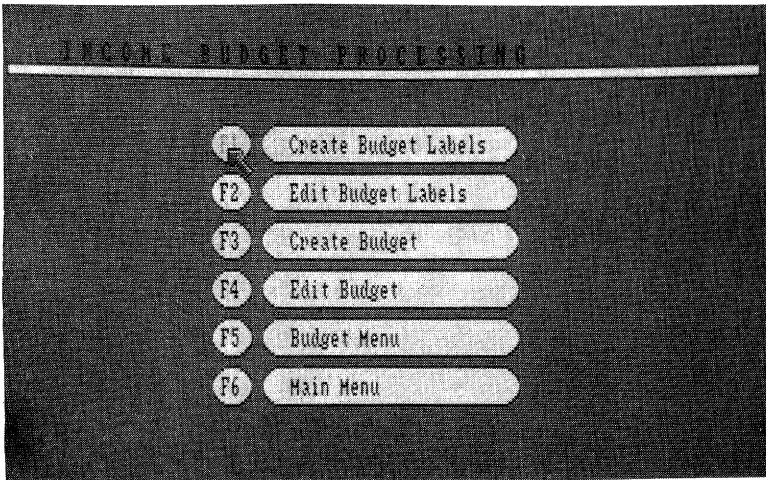 INCOME BUDGET PROCESSING
F1 Create Budget Labels
F2 Edit Budget Labels
F3 Create Budget
F4 Edit Budget
F5 Budget Menu
F6 Main Menu